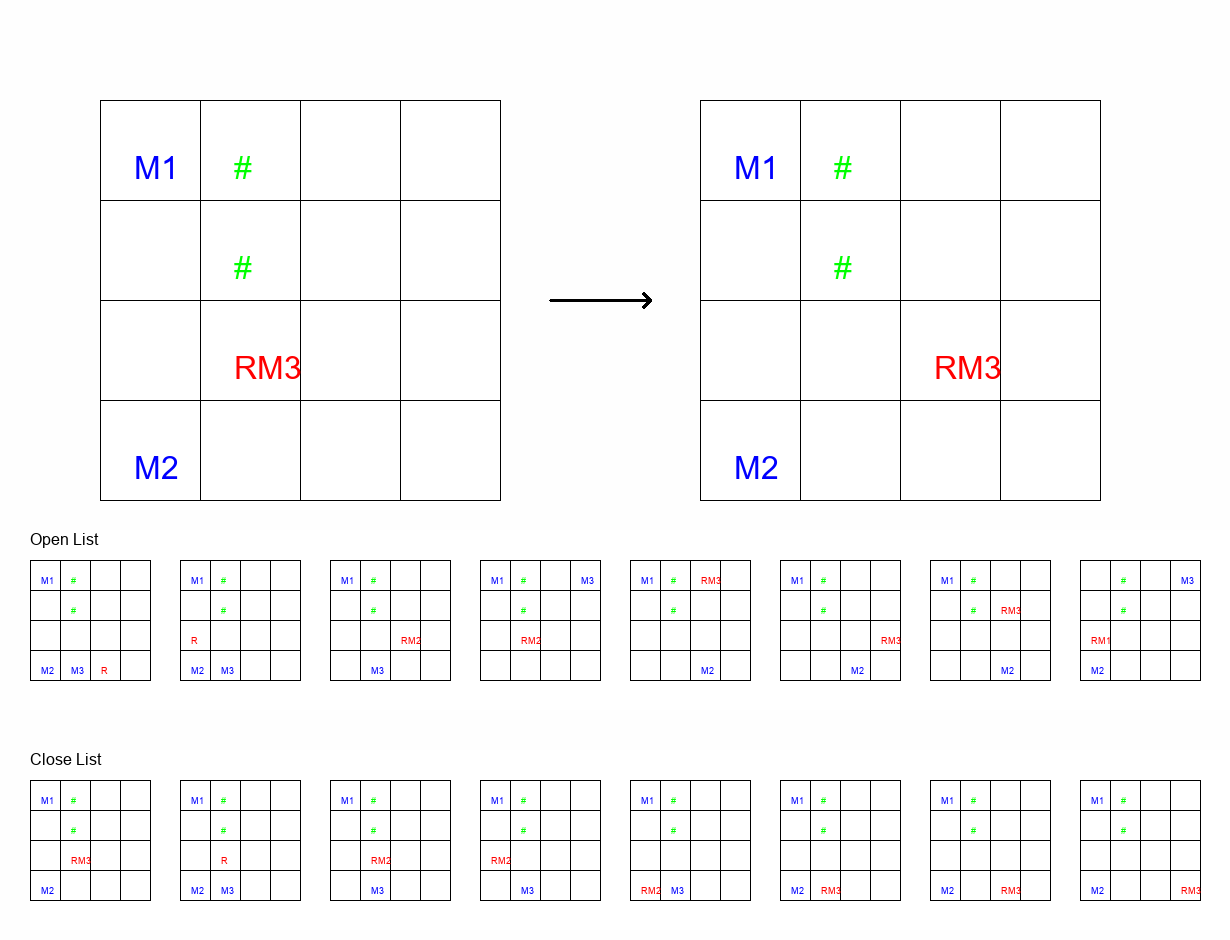 M1 # M1 #
# #
RM3 RM3
M2 M2
Open List
M1 # M1 # M1 # M1 # M3 M1 # RM3 M1 # M1 # # M3
# # # # # # # RM3 #
R RM2 RM2 RM3 RM1
M2 M3 R M2 M3 M3 M2 M2 M2 M2
Close List
M1 # M1 # M1 # M1 # M1 # M1 # M1 # M1 #
# # # # # # # #
RM3 R RM2 RM2
M2 M2 M3 M3 M3 RM2 M3 M2 RM3 M2 RM3 M2 RM3